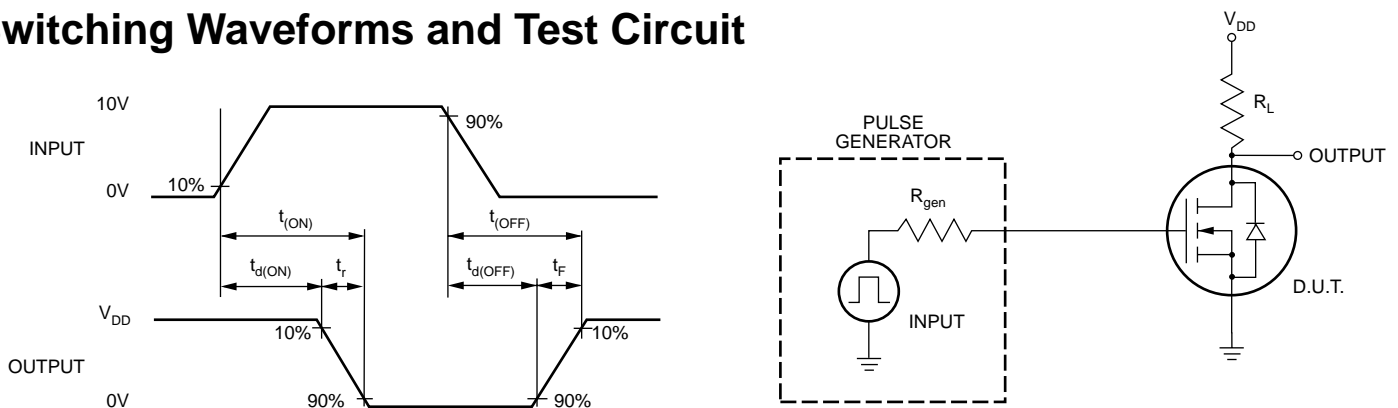 witching Waveforms and Test Circuit
10V
INPUT
0V
10%
90%
t(ON)
t(OFF)
td(ON)
tr
td(OFF)
tF
VDD
OUTPUT
0V
10%
90%
10%
90%
PULSE
GENERATOR
Rgen
INPUT
VDD
RL
OUTPUT
D.U.T.